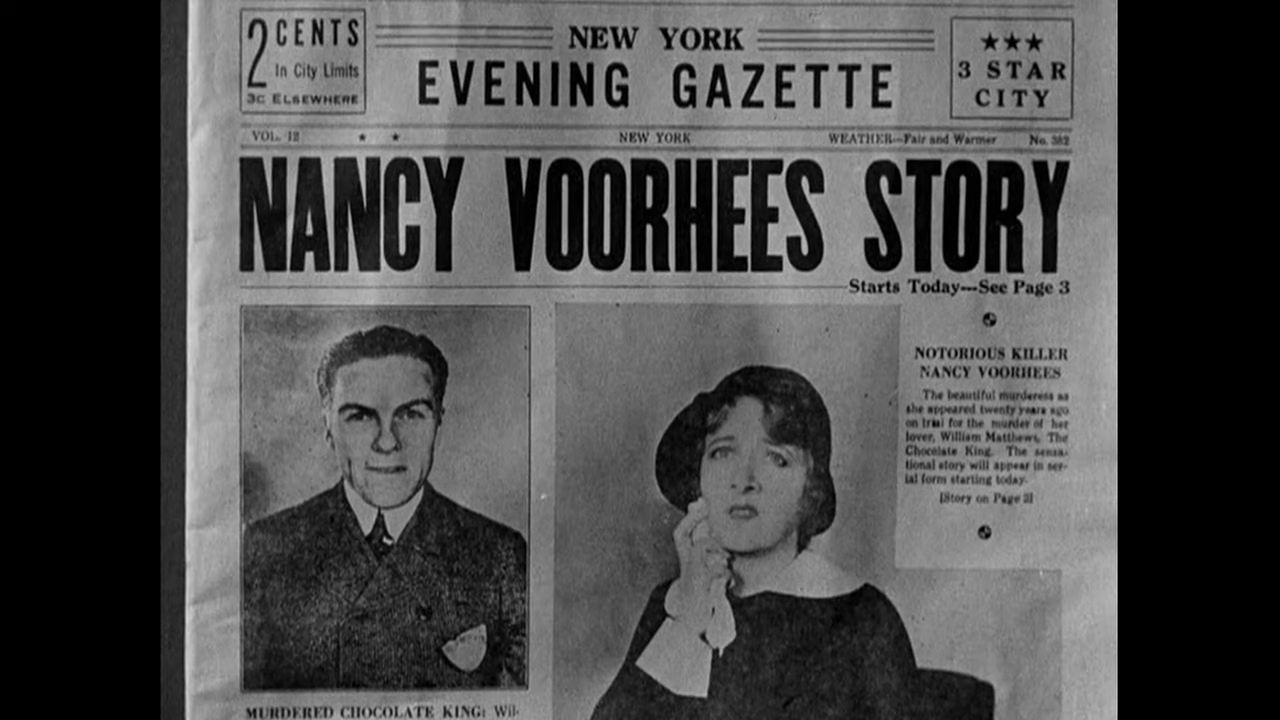 2 CENTS
In City Limits
3C ELSEWHERE
NEW YORK
EVENING GAZETTE
★★★
3 STAR
CITY
VOL. 12 ★ ★ NEW YORK WEATHER—Fair and Warmer No. 382
NANCY VOORHEES STORY
Starts Today---See Page 3
NOTORIOUS KILLER
NANCY VOORHEES
The beautiful murderess as
she appeared twenty years ago
on trial for the murder of her
lover, William Matthews, The
Chocolate King. The sensa-
tional story will appear in ser-
ial form starting today.
[Story on Page 3]
MURDERED CHOCOLATE KING: Wil-